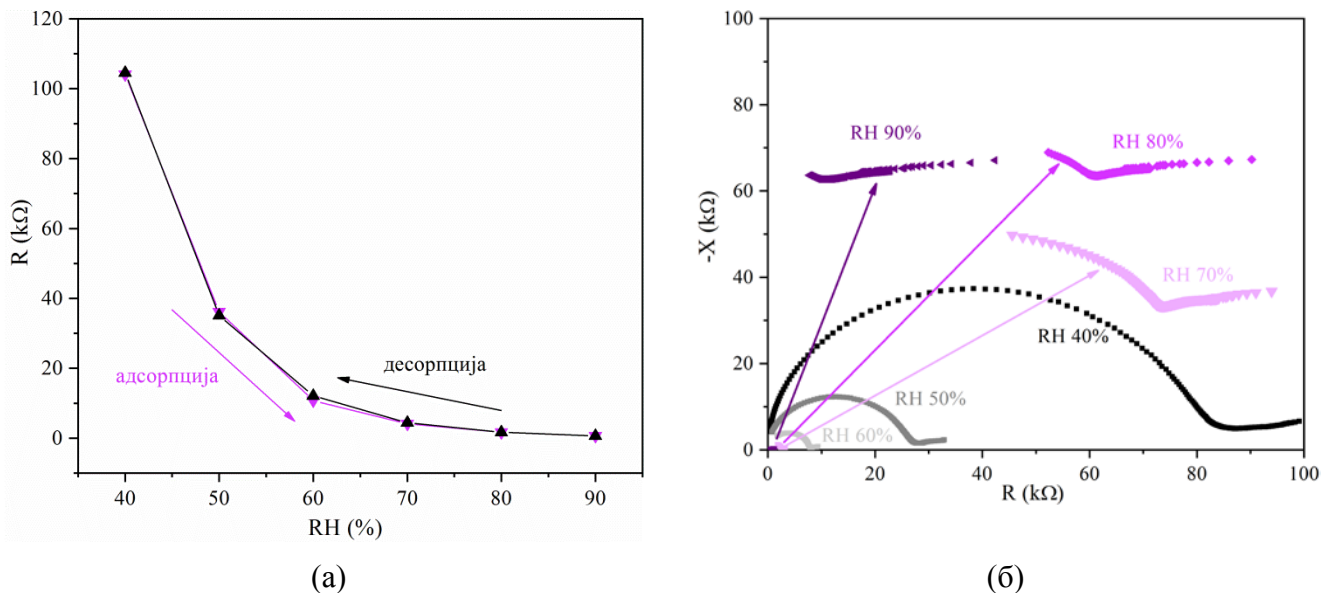 120
100
80
60
40
20
0
R (kΩ)
адсорпција
десорпција
40 50 60 70 80 90
RH (%)
(а)
100
80
60
40
20
0
-X (kΩ)
RH 90%
RH 80%
RH 70%
RH 40%
RH 50%
RH 60%
0 20 40 60 80 100
R (kΩ)
(б)